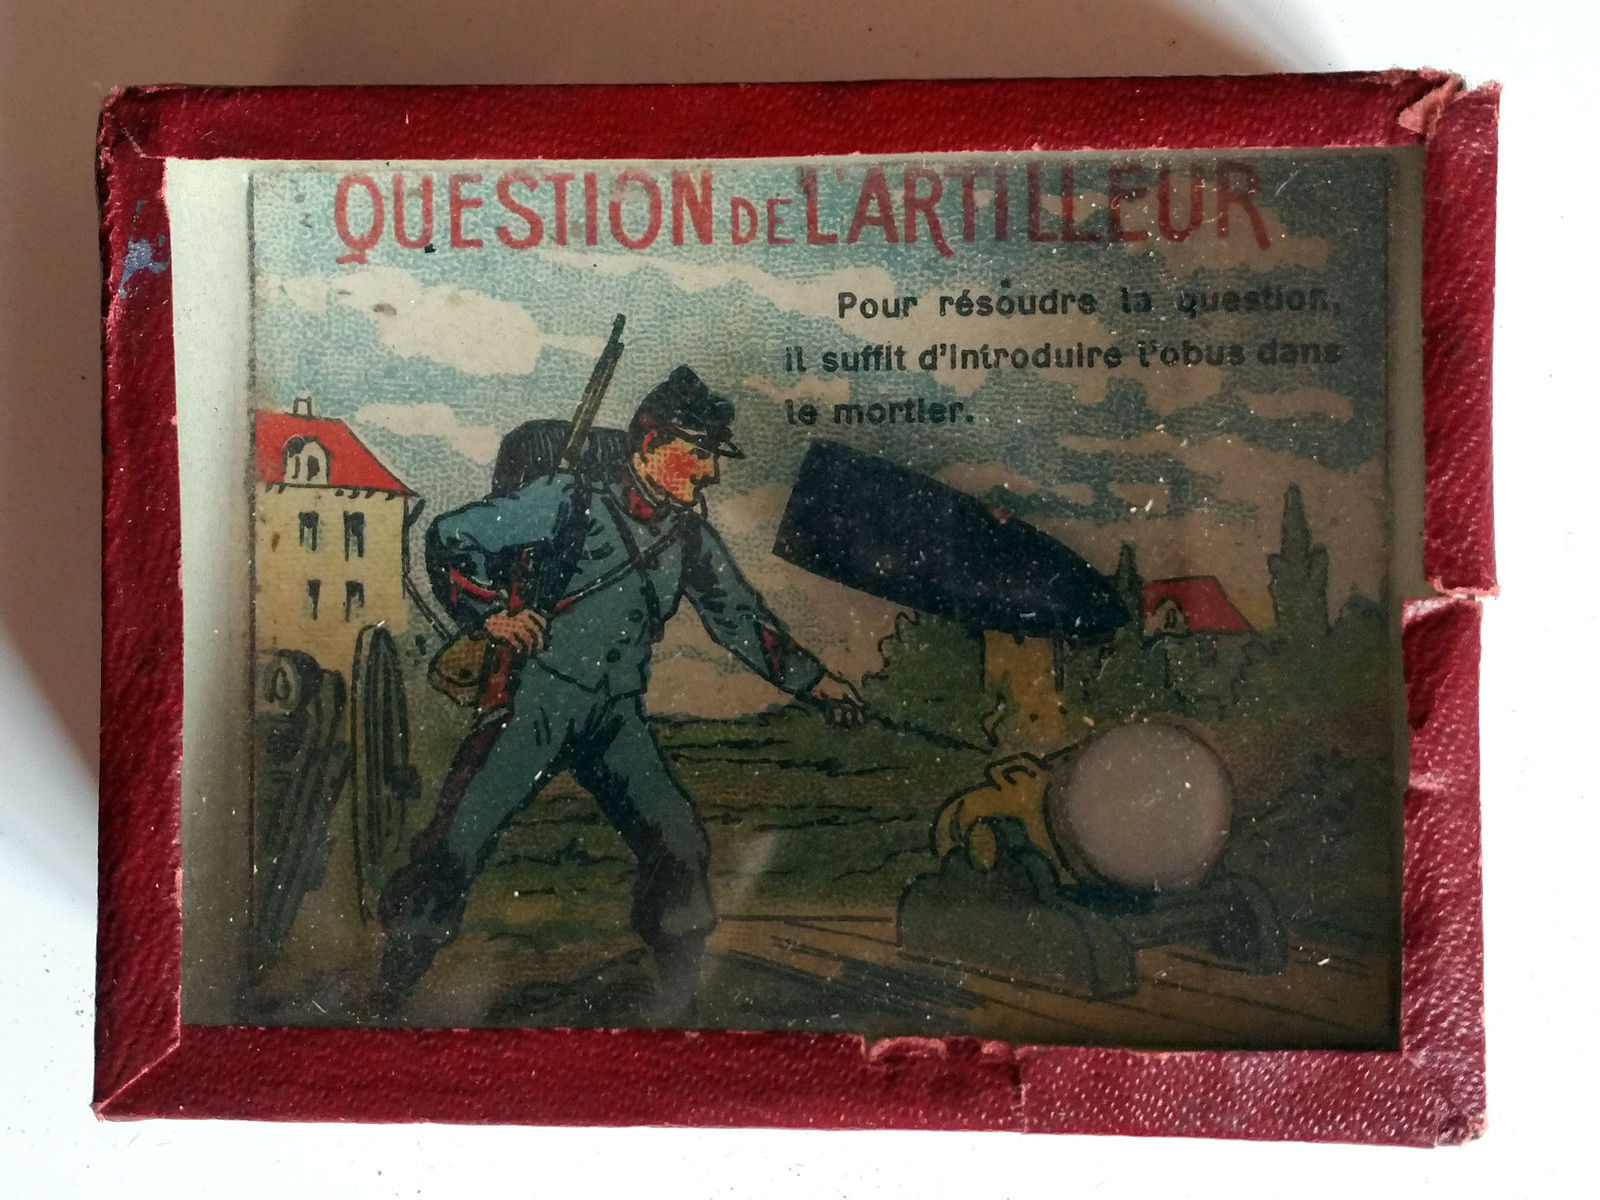 QUESTION DE L'ARTILLEUR
Pour résoudre la question,
il suffit d'introduire l'obus dans
le mortier.